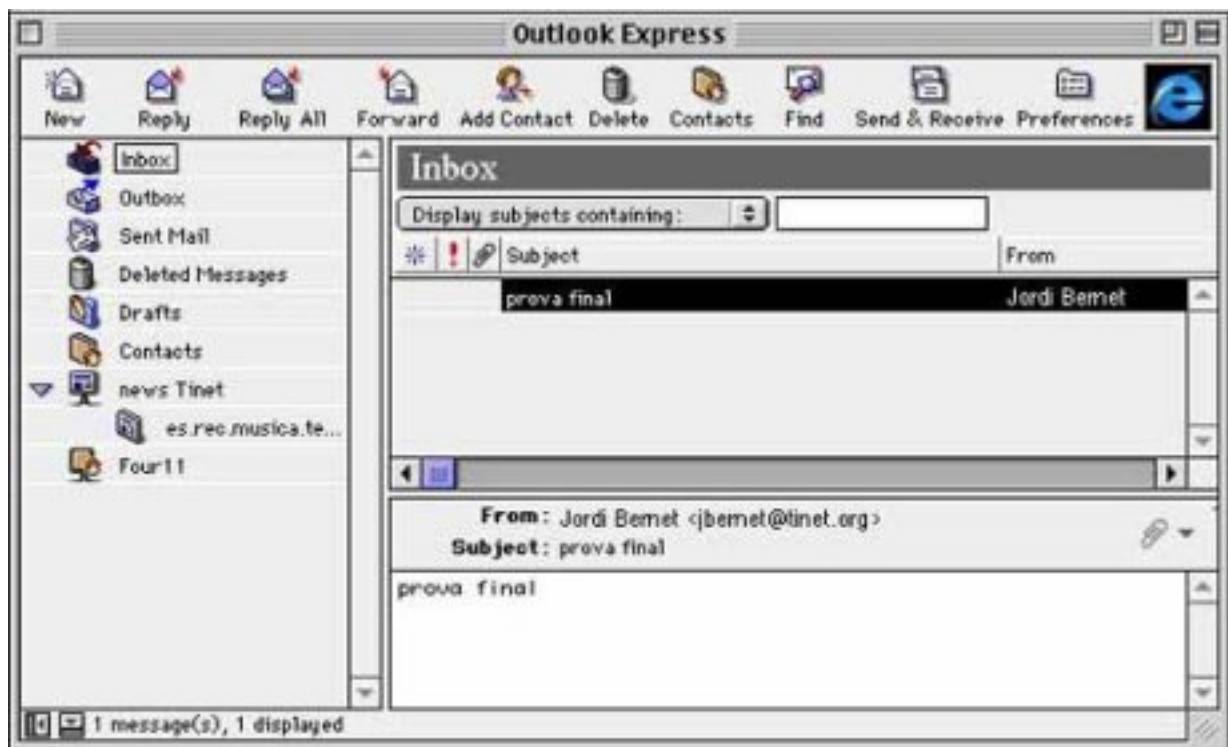 Outlook Express
New Reply Reply All Forward Add Contact Delete Contacts Find Send & Receive Preferences
Inbox
Outbox
Sent Mail
Deleted Messages
Drafts
Contacts
news Tinet
es.rec.musica.te...
Four11
Inbox
Display subjects containing:
Subject From
prova final Jordi Bernet
From: Jordi Bernet <jbernet@tinet.org>
Subject: prova final
prova final
1 message(s), 1 displayed